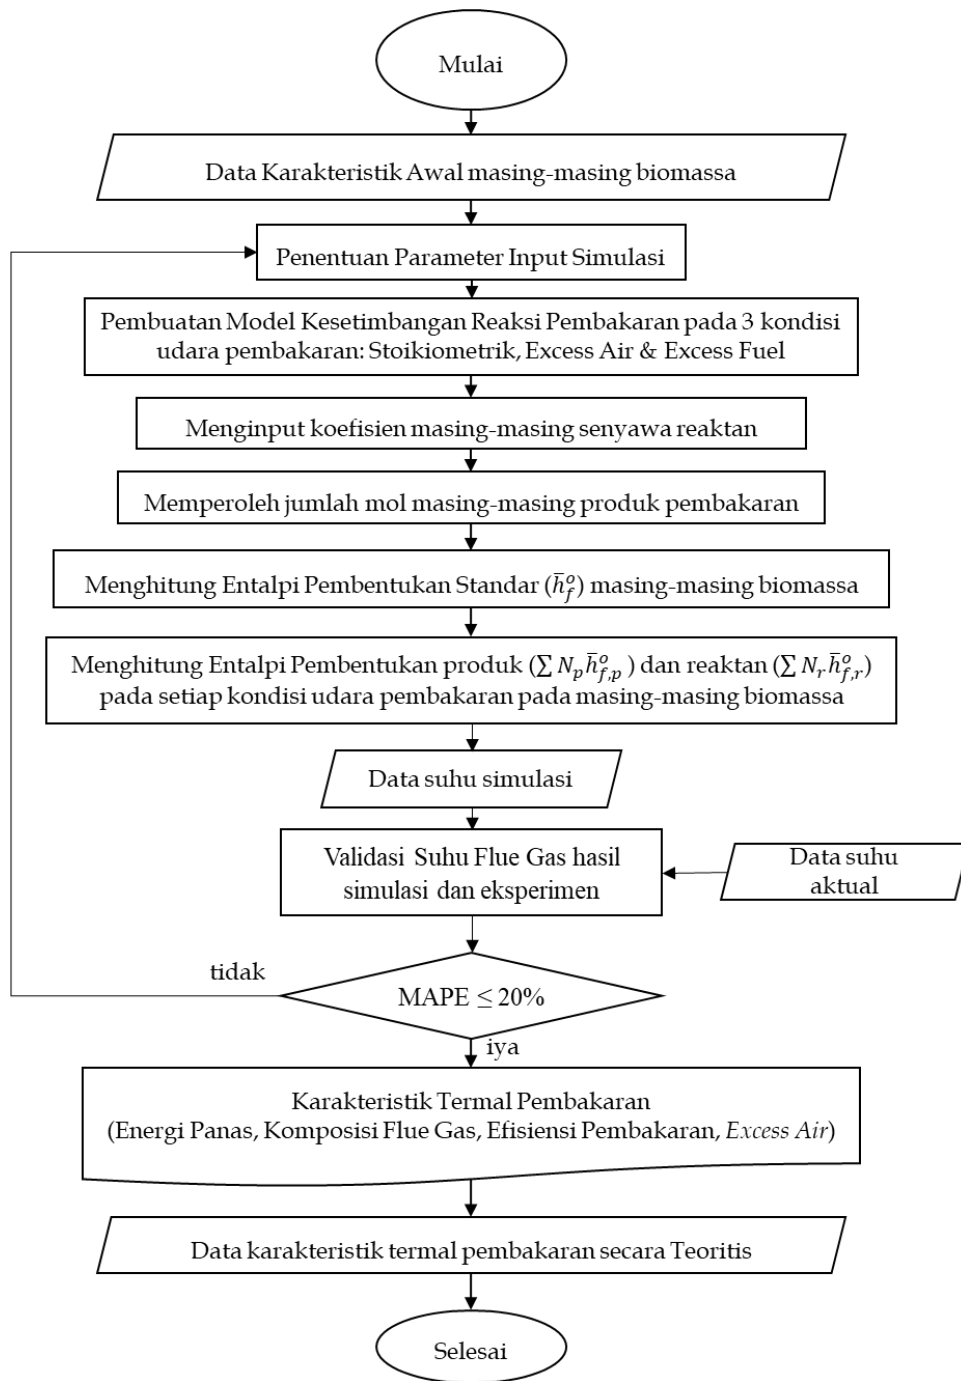 Mulai
Data Karakteristik Awal masing-masing biomassa
Penentuan Parameter Input Simulasi
Pembuatan Model Kesetimbangan Reaksi Pembakaran pada 3 kondisi
udara pembakaran: Stoikiometrik, Excess Air & Excess Fuel
Menginput koefisien masing-masing senyawa reaktan
Memperoleh jumlah mol masing-masing produk pembakaran
Menghitung Entalpi Pembentukan Standar (h̄ᵒ_f) masing-masing biomassa
Menghitung Entalpi Pembentukan produk (∑ N_p h̄ᵒ_f,p ) dan reaktan (∑ N_r h̄ᵒ_f,r)
pada setiap kondisi udara pembakaran pada masing-masing biomassa
Data suhu simulasi
Validasi Suhu Flue Gas hasil
simulasi dan eksperimen
Data suhu
aktual
tidak
MAPE ≤ 20%
iya
Karakteristik Termal Pembakaran
(Energi Panas, Komposisi Flue Gas, Efisiensi Pembakaran, Excess Air)
Data karakteristik termal pembakaran secara Teoritis
Selesai